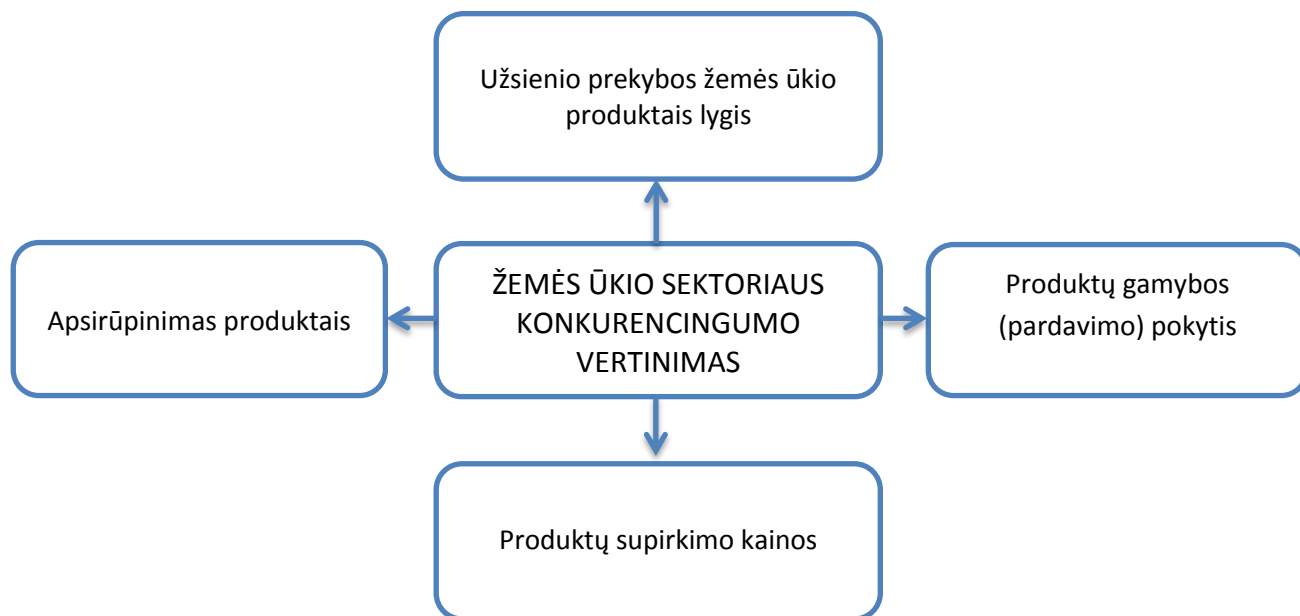 Užsienio prekybos žemės ūkio
produktais lygis
Apsirūpinimas produktais
ŽEMĖS ŪKIO SEKTORIAUS
KONKURENCINGUMO
VERTINIMAS
Produktų gamybos
(pardavimo) pokytis
Produktų supirkimo kainos